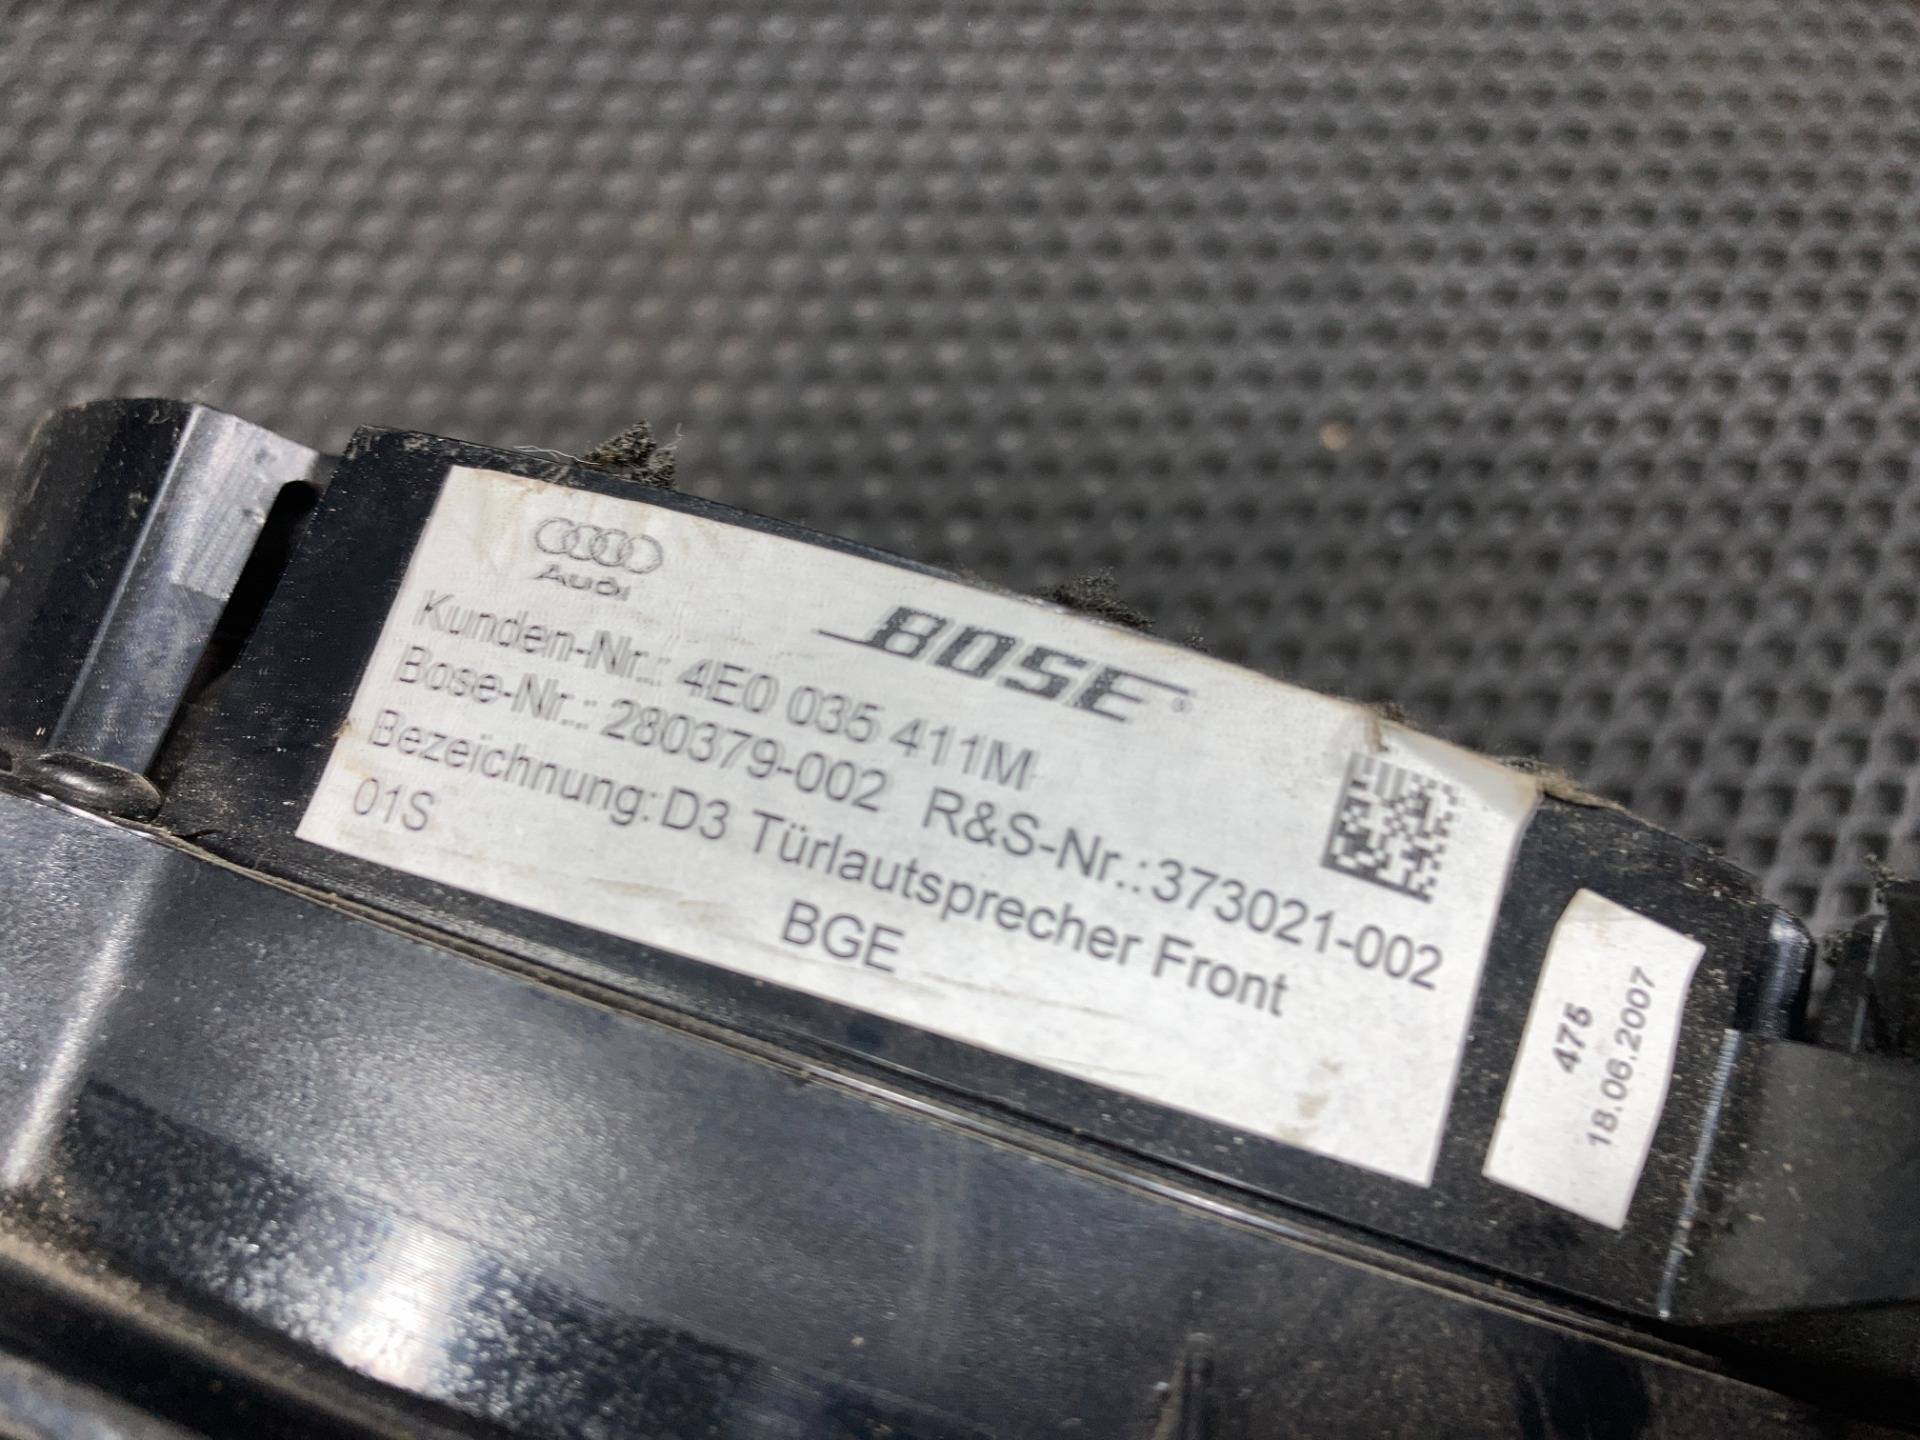 Audi
BOSE®
Kunden-Nr.: 4E0 035 411M
Bose-Nr.: 280379-002 R&S-Nr.:373021-002
Bezeichnung: D3 Türlautsprecher Front
01S BGE
475
18.06.2007